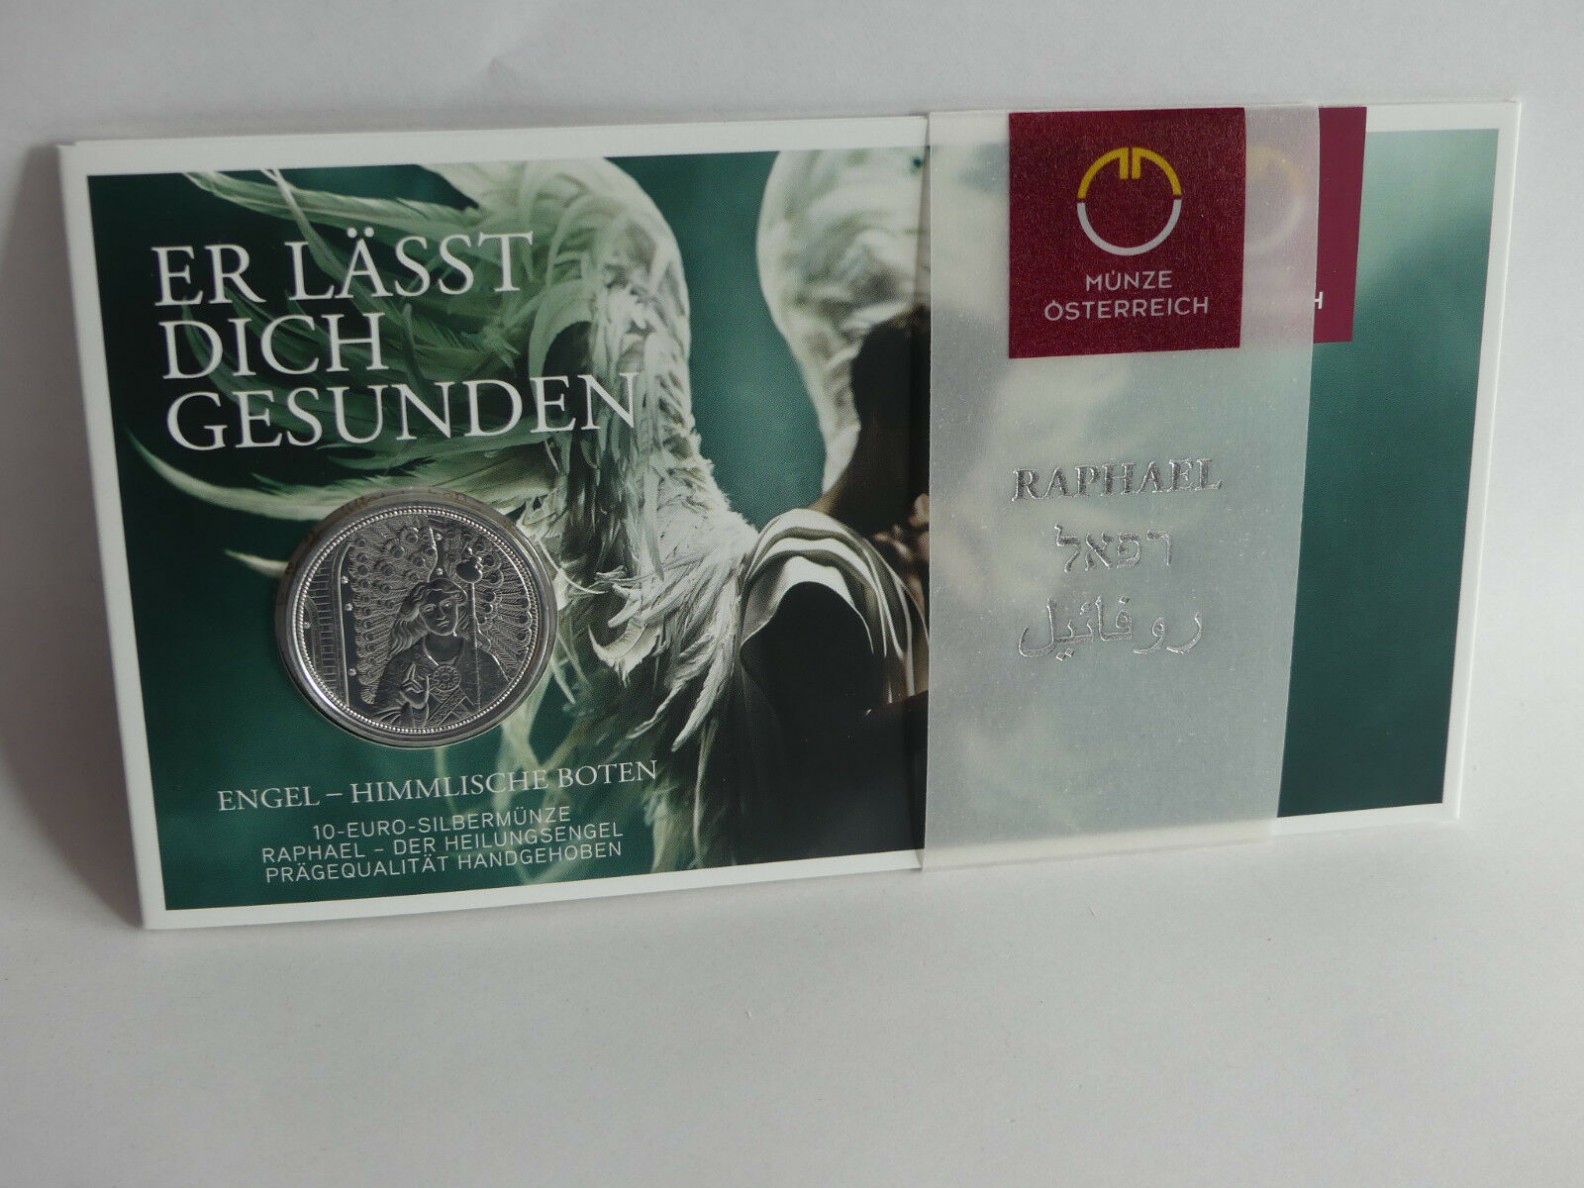 ER LÄSST
DICH
GESUNDEN
ENGEL – HIMMLISCHE BOTEN
10-EURO-SILBERMÜNZE
RAPHAEL – DER HEILUNGSENGEL
PRÄGEQUALITÄT HANDGEHOBEN
MÜNZE
ÖSTERREICH
H
RAPHAEL
רפאל
روفائيل